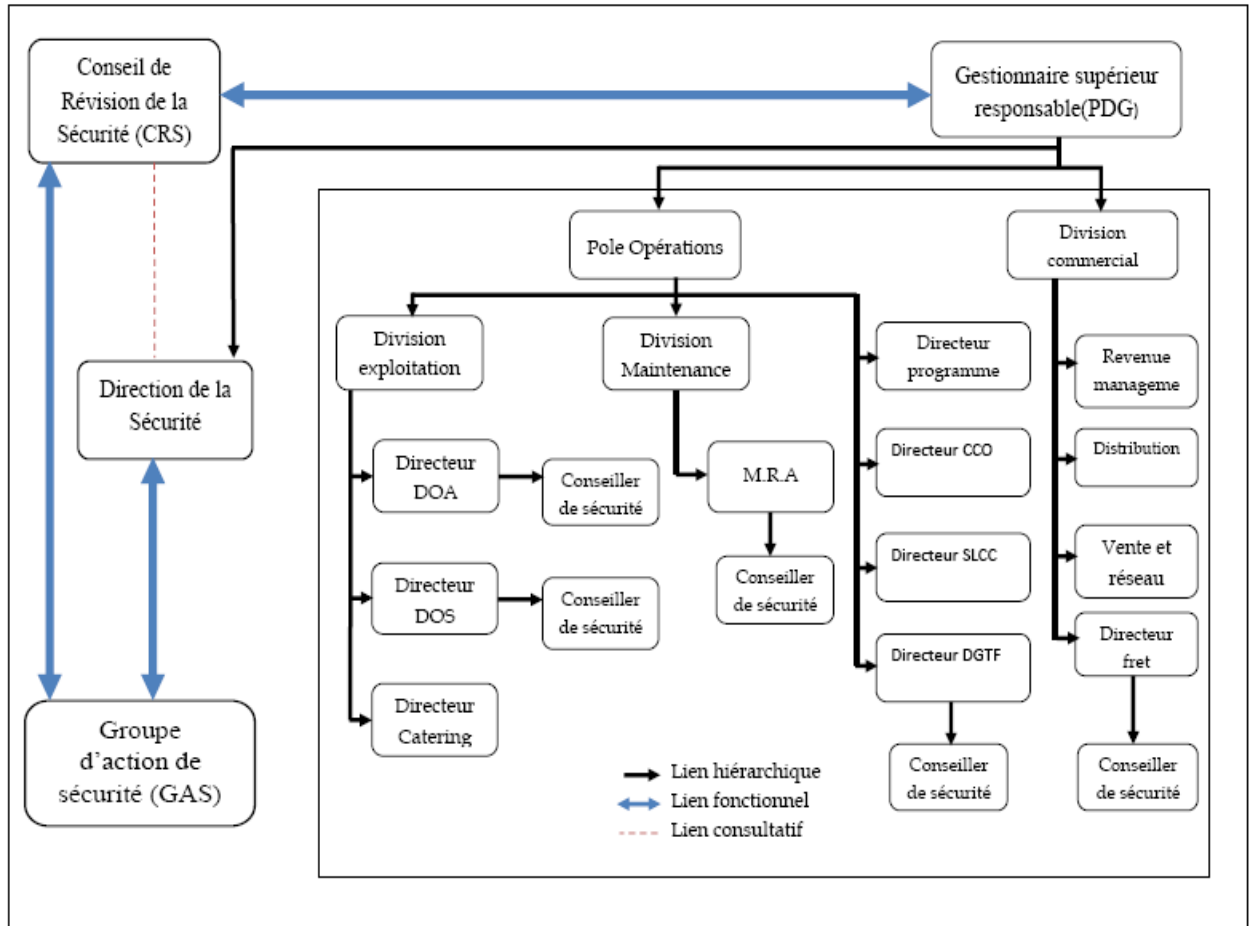 Conseil de
Révision de la
Sécurité (CRS)
Gestionnaire supérieur
responsable(PDG)
Pole Opérations
Division
commercial
Division
exploitation
Division
Maintenance
Directeur
programme
Revenue
manageme
Direction de la
Sécurité
Directeur
DOA
Conseiller
de sécurité
M.R.A
Directeur CCO
Distribution
Directeur
DOS
Conseiller
de sécurité
Conseiller
de sécurité
Directeur SLCC
Vente et
réseau
Directeur
Catering
Directeur DGTF
Directeur
fret
Groupe
d’action de
sécurité (GAS)
Conseiller
de sécurité
Conseiller
de sécurité
Lien hiérarchique
Lien fonctionnel
Lien consultatif